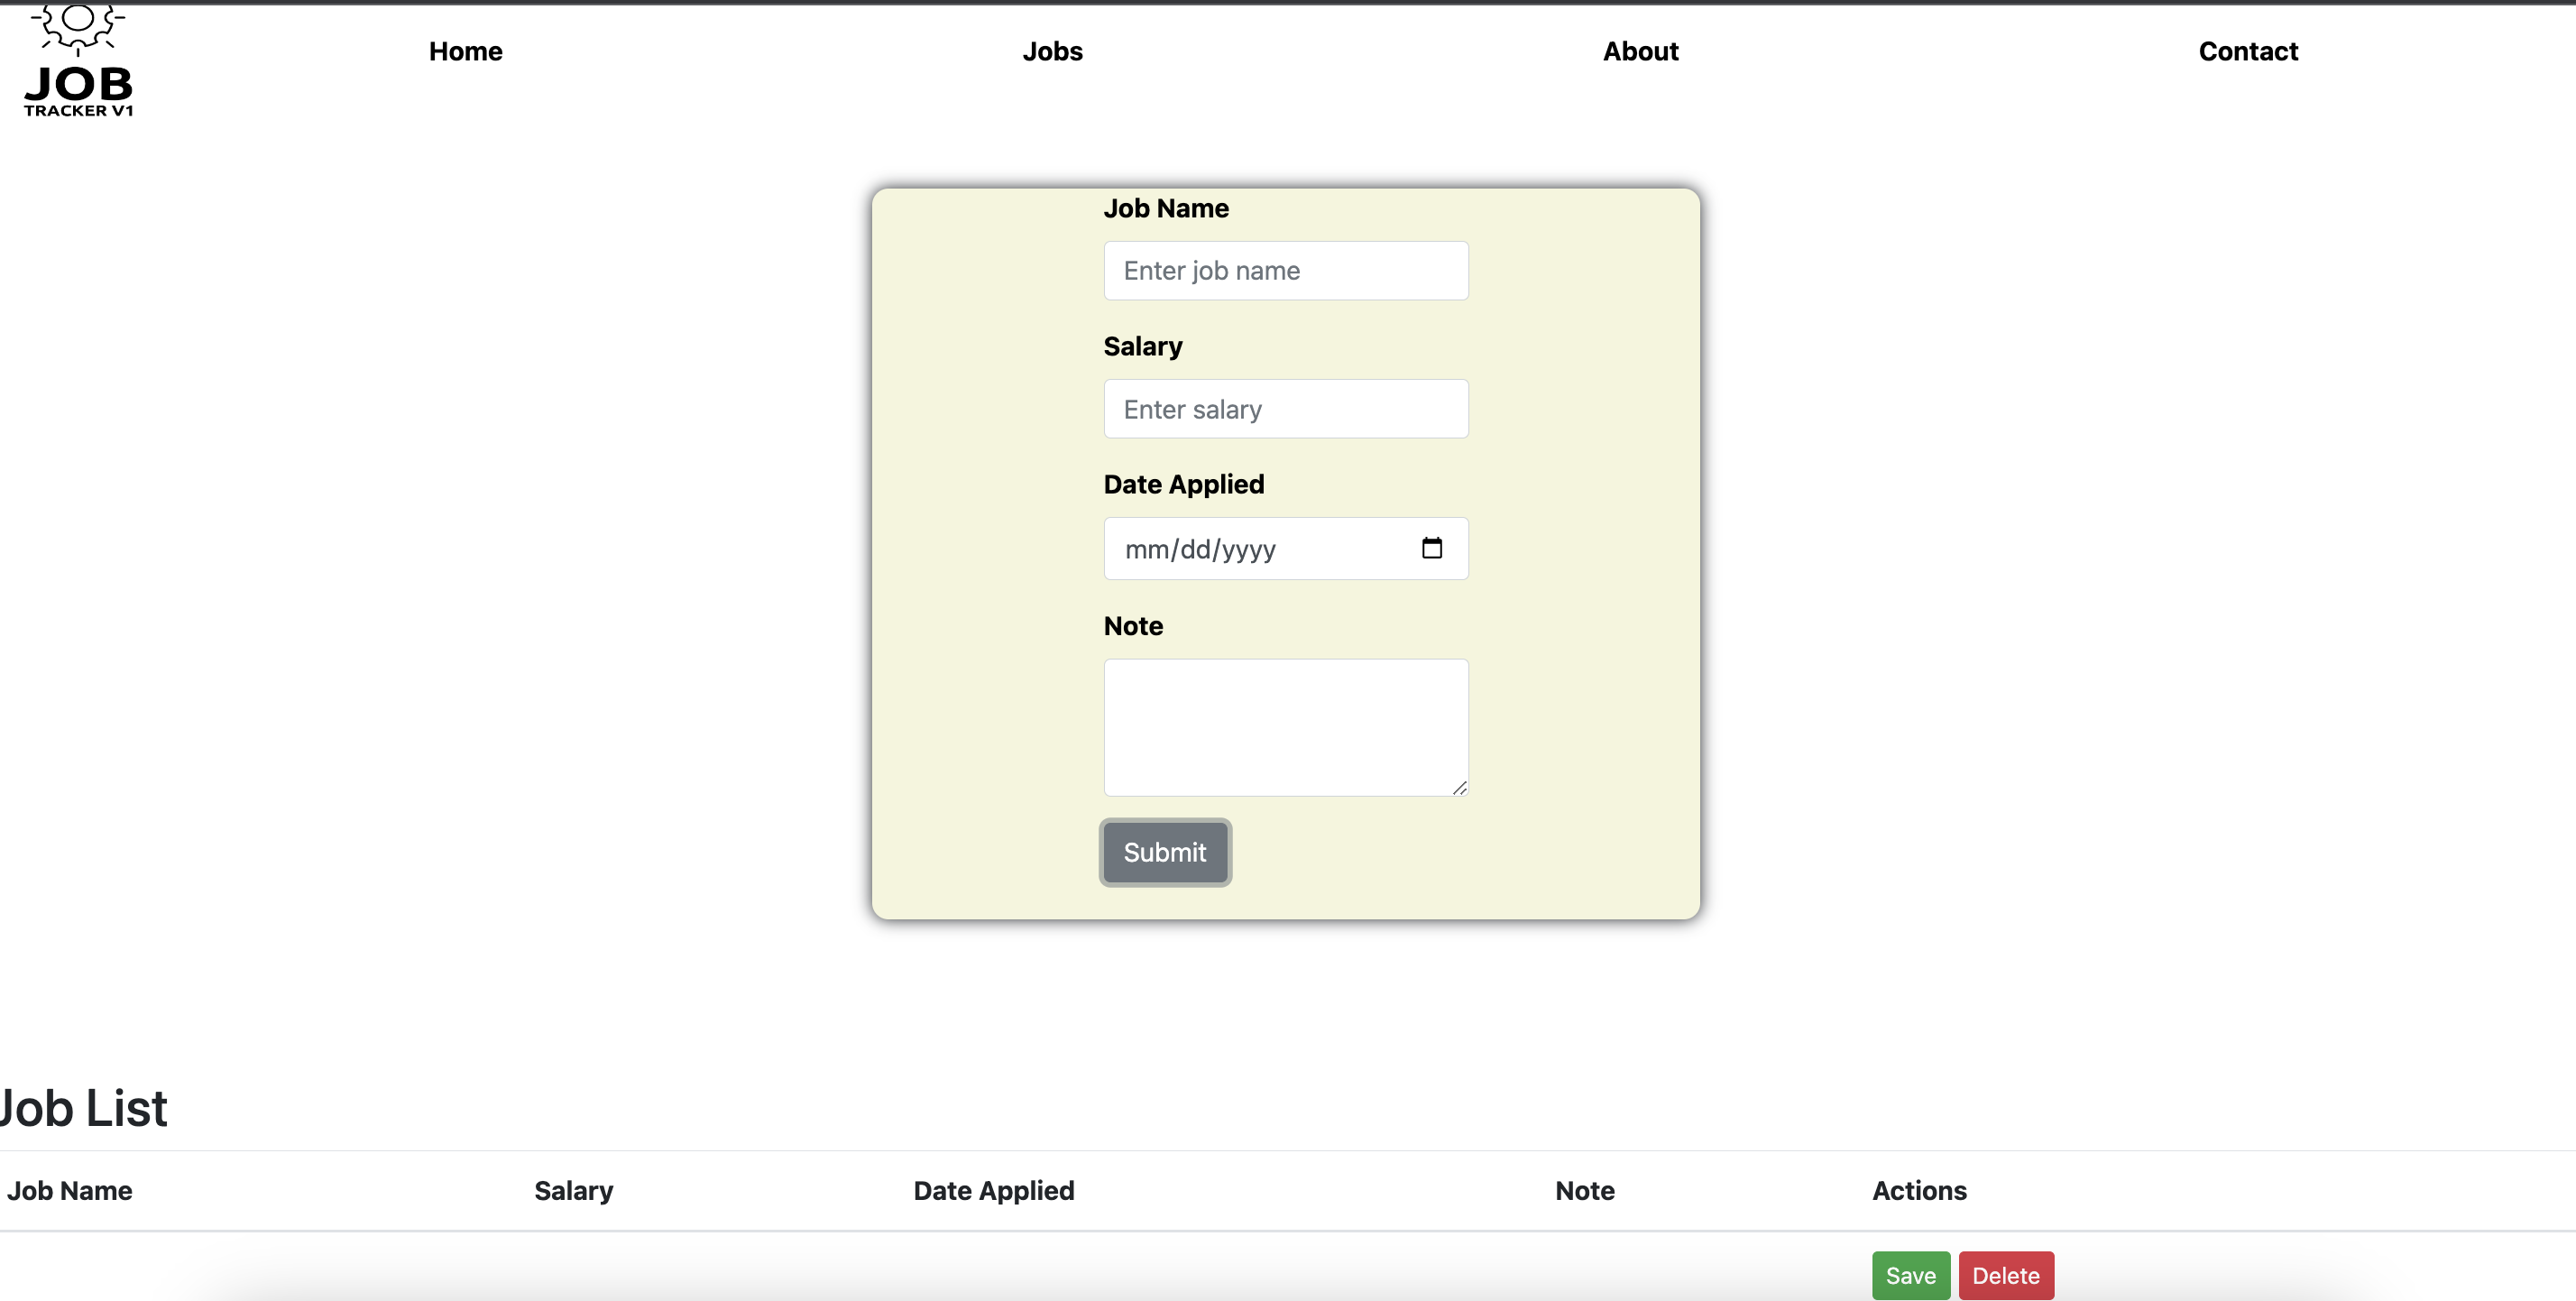 JOB
TRACKER V1
Home Jobs About Contact
Job Name
Enter job name
Salary
Enter salary
Date Applied
mm/dd/yyyy
Note
Submit
Job List
Job Name Salary Date Applied Note Actions
Save Delete